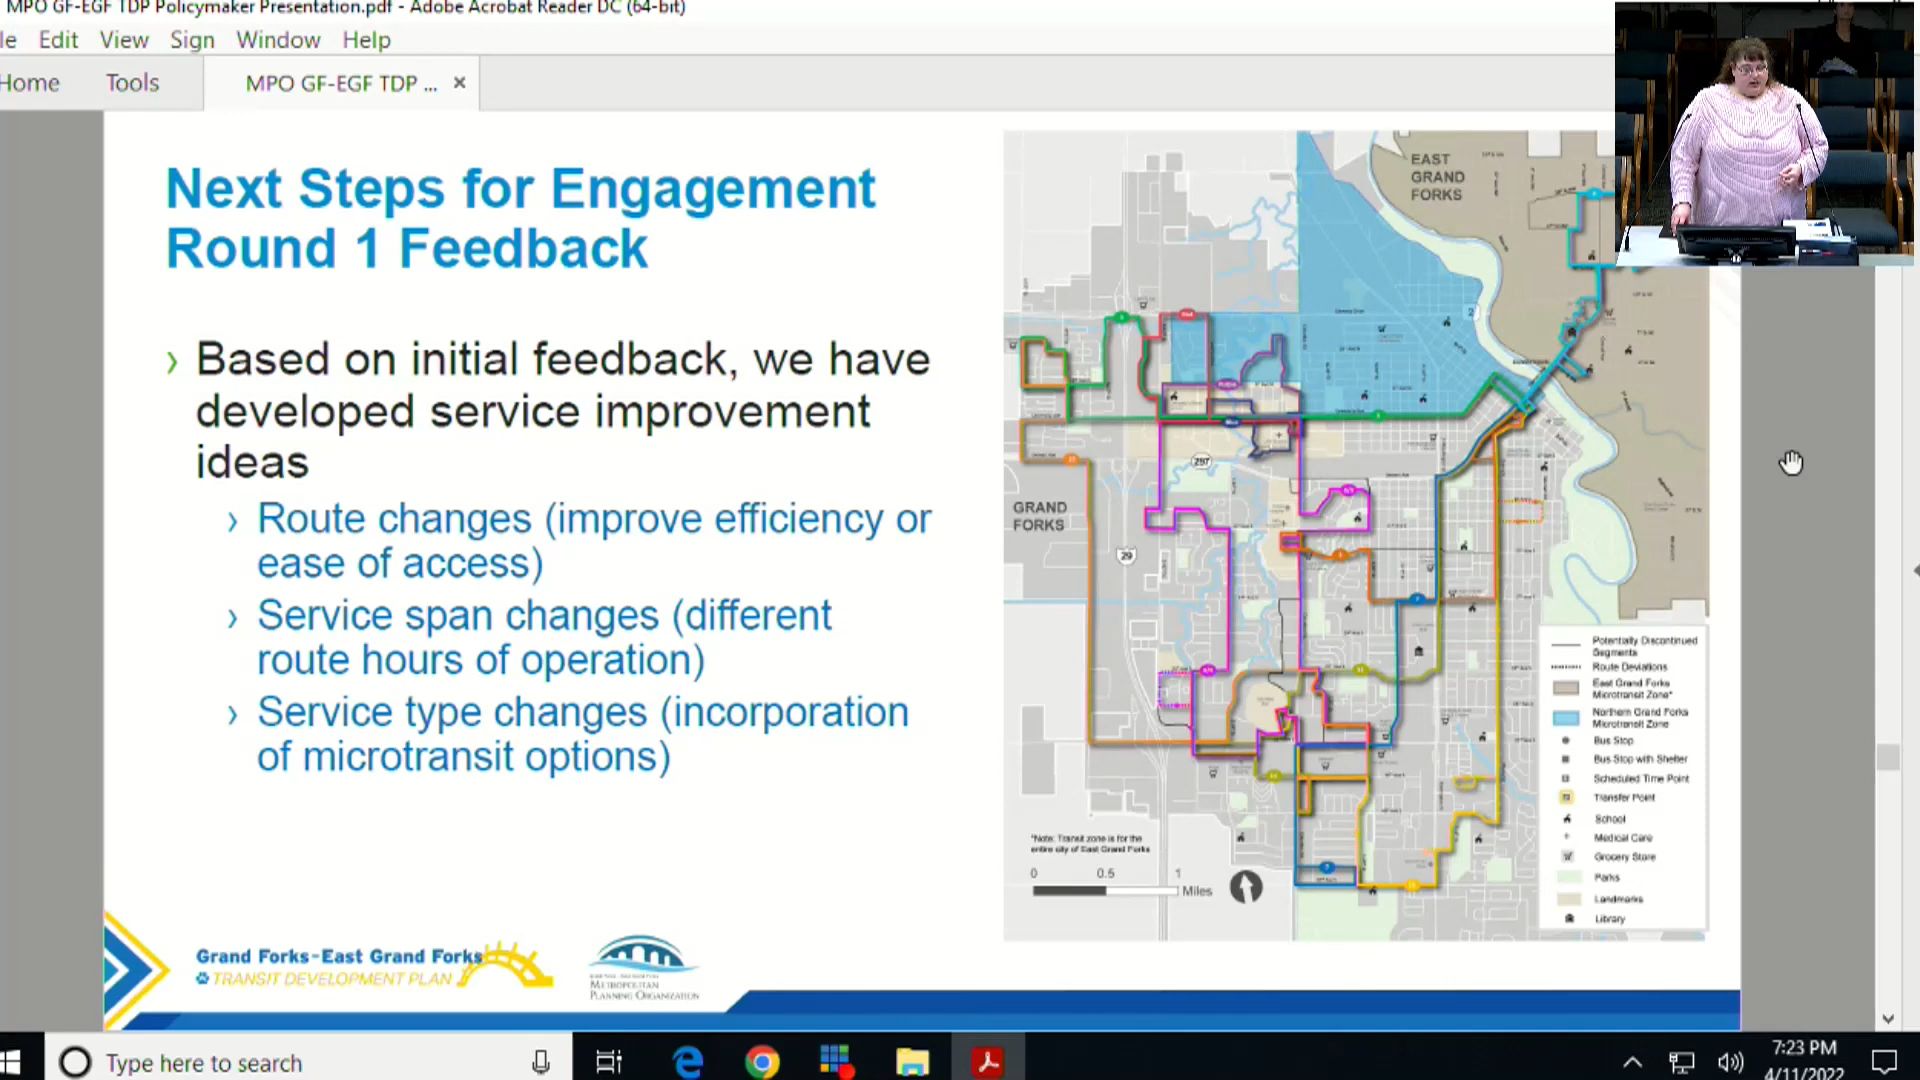 MPO GF-EGF TDP Policymaker Presentation.pdf - Adobe Acrobat Reader DC (64-bit)
le Edit View Sign Window Help
Home Tools MPO GF-EGF TDP ... ×
Next Steps for Engagement
Round 1 Feedback
› Based on initial feedback, we have
developed service improvement
ideas
› Route changes (improve efficiency or
ease of access)
› Service span changes (different
route hours of operation)
› Service type changes (incorporation
of microtransit options)
EAST
GRAND
FORKS
2
297
GRAND
FORKS
29
Potentially Discontinued
Segments
Route Deviations
East Grand Forks
Microtransit Zone*
Northern Grand Forks
Microtransit Zone
Bus Stop
Bus Stop with Shelter
Scheduled Time Point
Transfer Point
School
Medical Care
Grocery Store
Parks
Landmarks
Library
*Note: Transit zone is for the
entire city of East Grand Forks
0 0.5 1
Miles
Grand Forks-East Grand Forks
TRANSIT DEVELOPMENT PLAN
METROPOLITAN
PLANNING ORGANIZATION
Type here to search
7:23 PM
4/11/2022